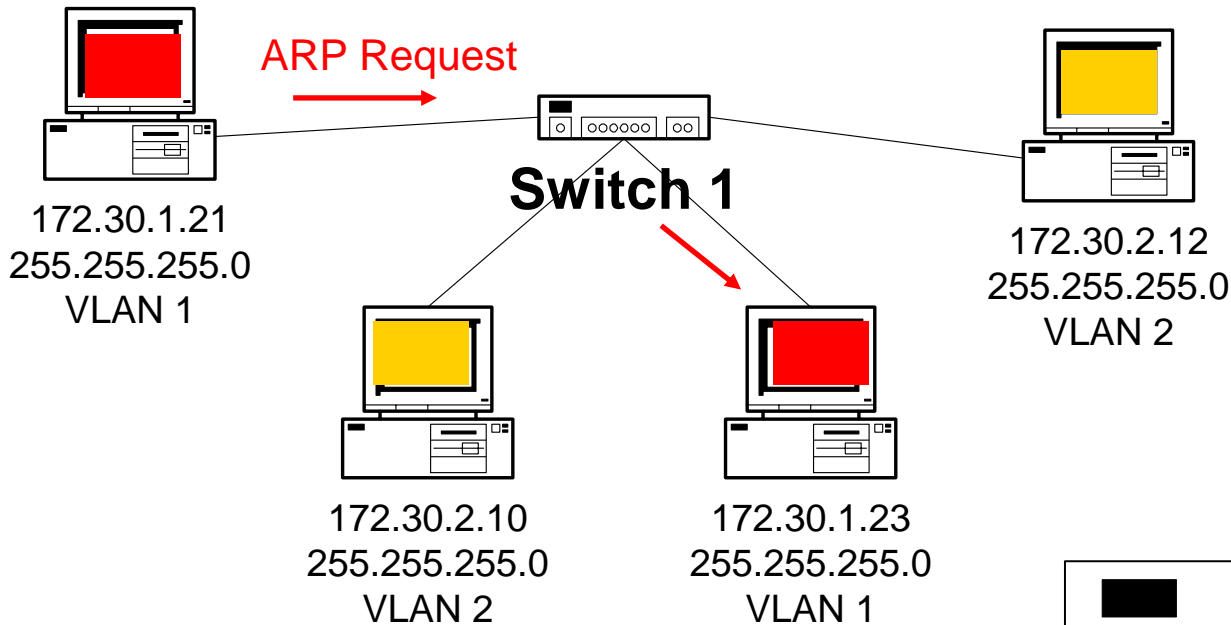 ARP Request
Switch 1
172.30.1.21
255.255.255.0
VLAN 1
172.30.2.12
255.255.255.0
VLAN 2
172.30.2.10
255.255.255.0
VLAN 2
172.30.1.23
255.255.255.0
VLAN 1